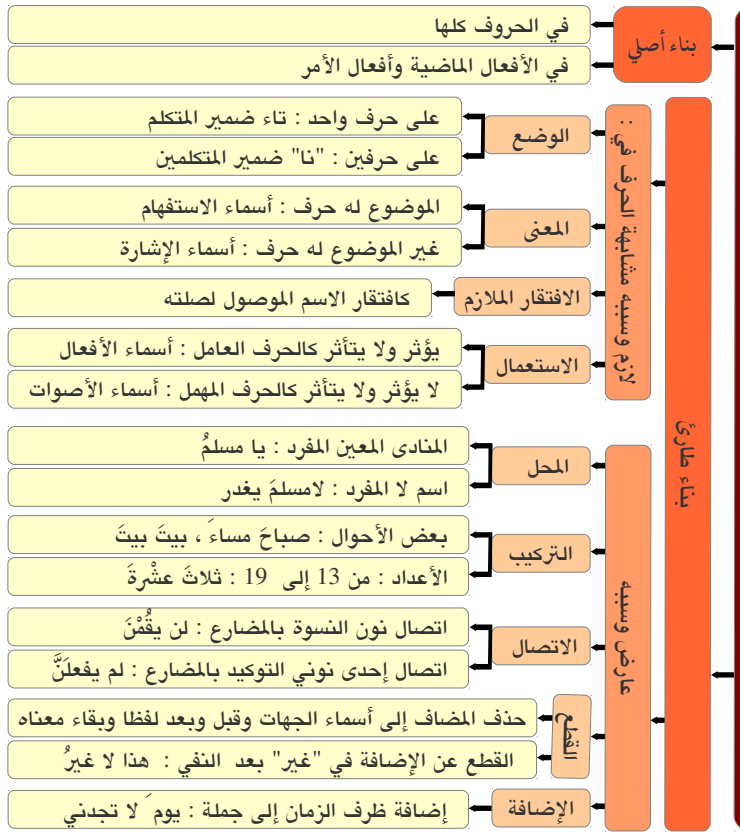 بناء أصلي
في الحروف كلها
في الأفعال الماضية وأفعال الأمر
بناء طارئ
لازم وسببه مشابهة الحرف في :
الوضع
على حرف واحد : تاء ضمير المتكلم
على حرفين : "نا" ضمير المتكلمين
المعنى
الموضوع له حرف : أسماء الاستفهام
غير الموضوع له حرف : أسماء الإشارة
الافتقار الملازم
كافتقار الاسم الموصول لصلته
الاستعمال
يؤثر ولا يتأثر كالحرف العامل : أسماء الأفعال
لا يؤثر ولا يتأثر كالحرف المهمل : أسماء الأصوات
عارض وسببه
المحل
المنادى المعين المفرد : يا مسلمُ
اسم لا المفرد : لامسلمَ يغدر
التركيب
بعض الأحوال : صباحَ مساءَ ، بيتَ بيتَ
الأعداد : من 13 إلى 19 : ثلاثَ عشْرةَ
الاتصال
اتصال نون النسوة بالمضارع : لن يقُمْنَ
اتصال إحدى نوني التوكيد بالمضارع : لم يفعلَنَّ
القطع
حذف المضاف إلى أسماء الجهات وقبل وبعد لفظا وبقاء معناه
القطع عن الإضافة في "غير" بعد النفي : هذا لا غيرُ
الإضافة
إضافة ظرف الزمان إلى جملة : يومَ لا تجدني